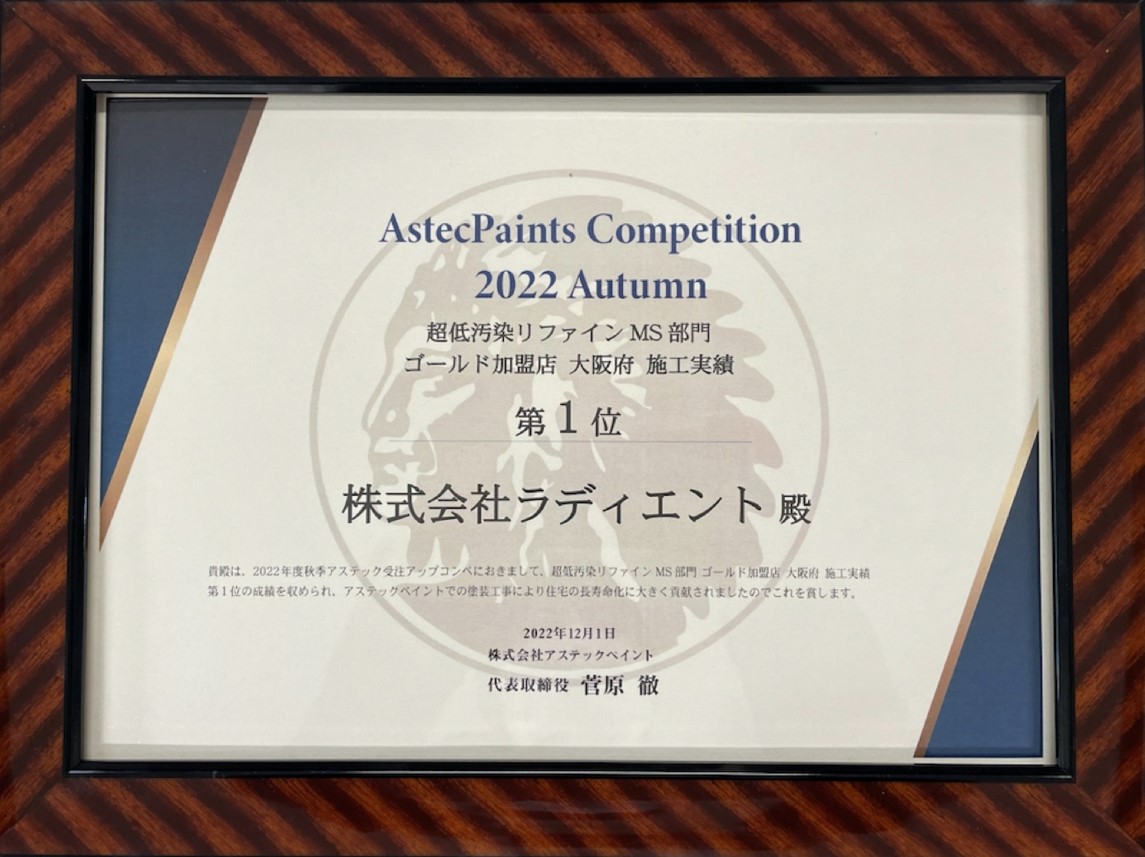 AstecPaints Competition
2022 Autumn
超低汚染リファイン MS 部門
ゴールド加盟店 大阪府 施工実績
第 1 位
株式会社ラディエント 殿
貴殿は、2022年度秋季アステック受注アップコンペにおきまして、超低汚染リファイン MS 部門 ゴールド加盟店 大阪府 施工実績
第1位の成績を収められ、アステックペイントでの塗装工事により住宅の長寿命化に大きく貢献されましたのでこれを賞します。
2022年12月1日
株式会社アステックペイント
代表取締役 菅原 徹